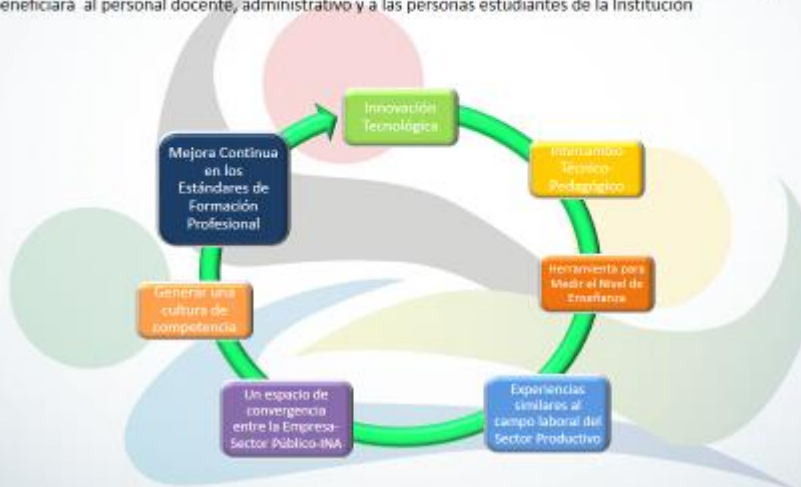 eneficiará al personal docente, administrativo y a las personas estudiantes de la Institución
Innovación
Tecnológica
Intercambio
Técnico-
Pedagógico
Herramienta para
Medir el Nivel de
Enseñanza
Experiencias
similares al
campo laboral del
Sector Productivo
Un espacio de
convergencia
entre la Empresa-
Sector Público-INA
Generar una
cultura de
competencia
Mejora Continua
en los
Estándares de
Formación
Profesional